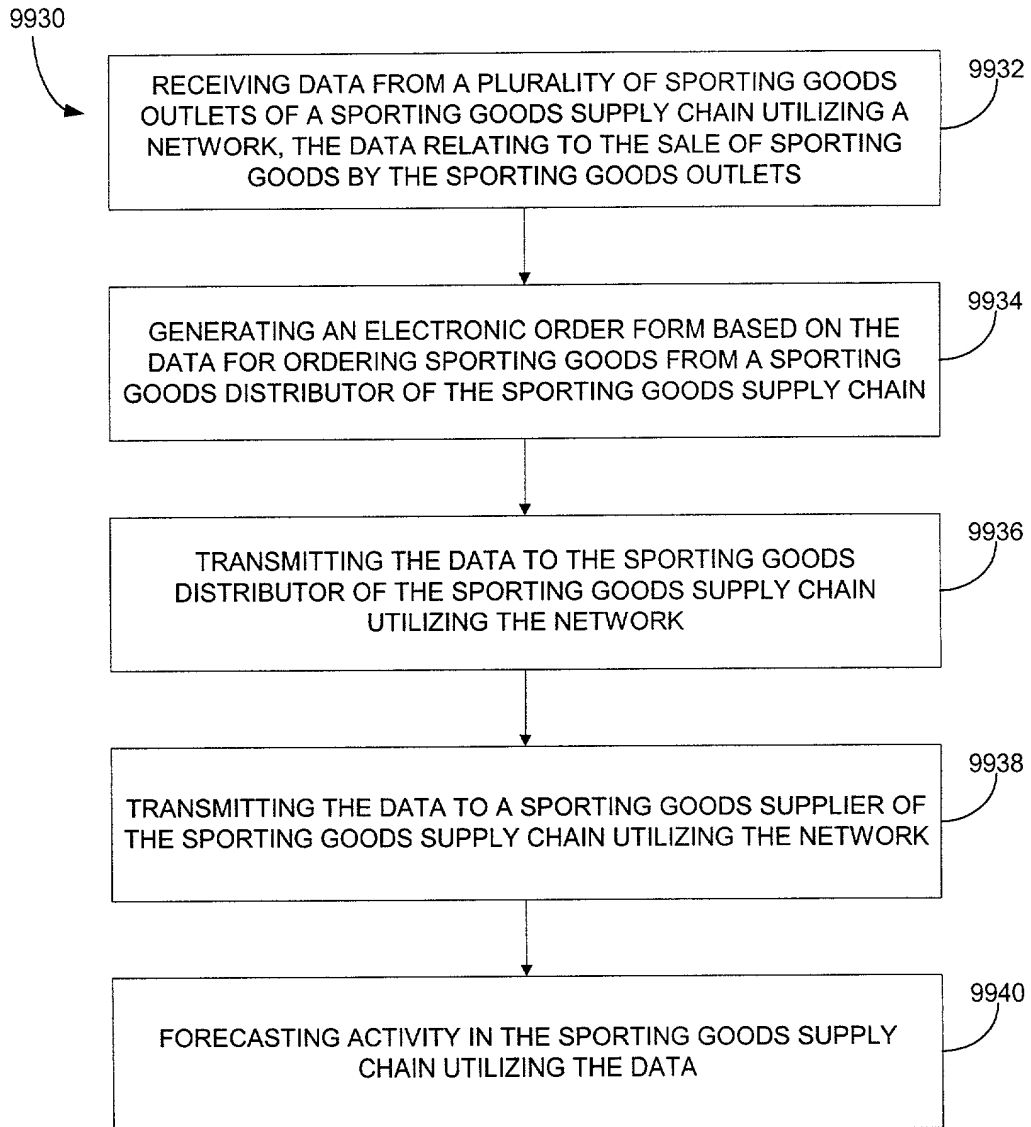 9930
RECEIVING DATA FROM A PLURALITY OF SPORTING GOODS
OUTLETS OF A SPORTING GOODS SUPPLY CHAIN UTILIZING A
NETWORK, THE DATA RELATING TO THE SALE OF SPORTING
GOODS BY THE SPORTING GOODS OUTLETS
9932
GENERATING AN ELECTRONIC ORDER FORM BASED ON THE
DATA FOR ORDERING SPORTING GOODS FROM A SPORTING
GOODS DISTRIBUTOR OF THE SPORTING GOODS SUPPLY CHAIN
9934
TRANSMITTING THE DATA TO THE SPORTING GOODS
DISTRIBUTOR OF THE SPORTING GOODS SUPPLY CHAIN
UTILIZING THE NETWORK
9936
TRANSMITTING THE DATA TO A SPORTING GOODS SUPPLIER OF
THE SPORTING GOODS SUPPLY CHAIN UTILIZING THE NETWORK
9938
FORECASTING ACTIVITY IN THE SPORTING GOODS SUPPLY
CHAIN UTILIZING THE DATA
9940